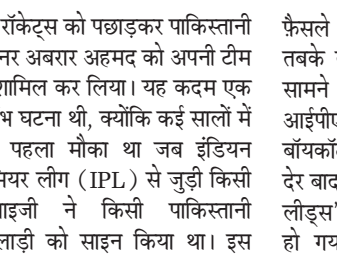 रॉकेट्स को पछाड़कर पाकिस्तानी
नर अबरार अहमद को अपनी टीम
शामिल कर लिया। यह कदम एक
भ घटना थी, क्योंकि कई सालों में
पहला मौका था जब इंडियन
मियर लीग (IPL) से जुड़ी किसी
ाइजी ने किसी पाकिस्तानी
लाड़ी को साइन किया था। इस
फ़ैसले
तबके
सामने
आईपीए
बॉयकॉ
देर बाद
लीड्स'
हो गय